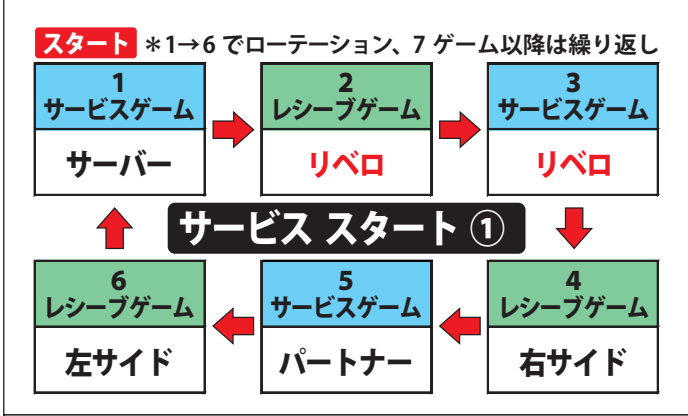 スタート ＊1→6 でローテーション、7 ゲーム以降は繰り返し
1
サービスゲーム
サーバー
2
レシーブゲーム
リベロ
3
サービスゲーム
リベロ
サービス スタート ①
4
レシーブゲーム
右サイド
5
サービスゲーム
パートナー
6
レシーブゲーム
左サイド